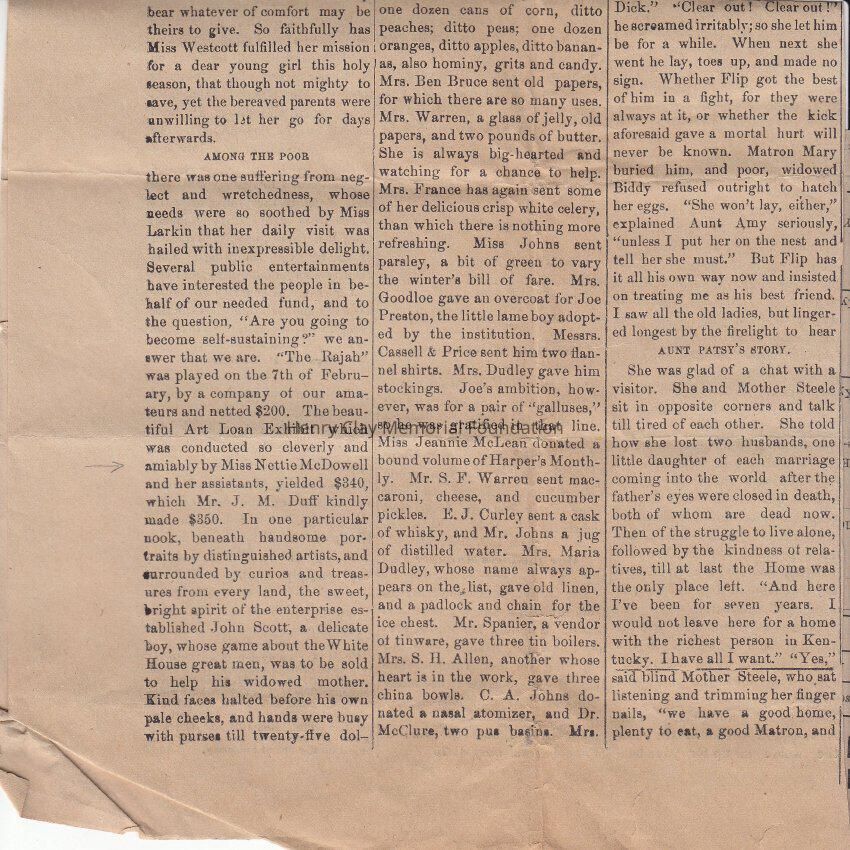 bear whatever of comfort may be
theirs to give. So faithfully has
Miss Westcott fulfilled her mission
for a dear young girl this holy
season, that though not mighty to
save, yet the bereaved parents were
unwilling to let her go for days
afterwards.
AMONG THE POOR
there was one suffering from neg-
lect and wretchedness, whose
needs were so soothed by Miss
Larkin that her daily visit was
hailed with inexpressible delight.
Several public entertainments
have interested the people in be-
half of our needed fund, and to
the question, "Are you going to
become self-sustaining?" we an-
swer that we are. "The Rajah"
was played on the 7th of Febru-
ary, by a company of our ama-
teurs and netted $200. The beau-
tiful Art Loan Exhibit which
was conducted so cleverly and
amiably by Miss Nettie McDowell
and her assistants, yielded $340,
which Mr. J. M. Duff kindly
made $350. In one particular
nook, beneath handsome por-
traits by distinguished artists, and
surrounded by curios and treas-
ures from every land, the sweet,
bright spirit of the enterprise es-
tablished John Scott, a delicate
boy, whose game about the White
House great men, was to be sold
to help his widowed mother.
Kind faces halted before his own
pale cheeks, and hands were busy
with purses till twenty-five dol-
one dozen cans of corn, ditto
peaches; ditto peas; one dozen
oranges, ditto apples, ditto banan-
as, also hominy, grits and candy.
Mrs. Ben Bruce sent old papers,
for which there are so many uses.
Mrs. Warren, a glass of jelly, old
papers, and two pounds of butter.
She is always big-hearted and
watching for a chance to help.
Mrs. France has again sent some
of her delicious crisp white celery,
than which there is nothing more
refreshing. Miss Johns sent
parsley, a bit of green to vary
the winter's bill of fare. Mrs.
Goodloe gave an overcoat for Joe
Preston, the little lame boy adopt-
ed by the institution. Messrs.
Cassell & Price sent him two flan-
nel shirts. Mrs. Dudley gave him
stockings. Joe's ambition, how-
ever, was for a pair of "galluses,"
so he was gratified in that line.
Miss Jeannie McLean donated a
bound volume of Harper's Month-
ly. Mr. S. F. Warren sent mac-
caroni, cheese, and cucumber
pickles. E. J. Curley sent a cask
of whisky, and Mr. Johns a jug
of distilled water. Mrs. Maria
Dudley, whose name always ap-
pears on the list, gave old linen,
and a padlock and chain for the
ice chest. Mr. Spanier, a vendor
of tinware, gave three tin boilers.
Mrs. S. H. Allen, another whose
heart is in the work, gave three
china bowls. C. A. Johns do-
nated a nasal atomizer, and Dr.
McClure, two pus basins. Mrs.
Dick." "Clear out! Clear out!"
he screamed irritably; so she let him
be for a while. When next she
went he lay, toes up, and made no
sign. Whether Flip got the best
of him in a fight, for they were
always at it, or whether the kick
aforesaid gave a mortal hurt will
never be known. Matron Mary
buried him, and poor, widowed
Biddy refused outright to hatch
her eggs. "She won't lay, either,"
explained Aunt Amy seriously,
"unless I put her on the nest and
tell her she must." But Flip has
it all his own way now and insisted
on treating me as his best friend.
I saw all the old ladies, but linger-
ed longest by the firelight to hear
AUNT PATSY'S STORY.
She was glad of a chat with a
visitor. She and Mother Steele
sit in opposite corners and talk
till tired of each other. She told
how she lost two husbands, one
little daughter of each marriage
coming into the world after the
father's eyes were closed in death,
both of whom are dead now.
Then of the struggle to live alone,
followed by the kindness of rela-
tives, till at last the Home was
the only place left. "And here
I've been for seven years. I
would not leave here for a home
with the richest person in Ken-
tucky. I have all I want." "Yes,"
said blind Mother Steele, who sat
listening and trimming her finger
nails, "we have a good home,
plenty to eat, a good Matron, and
Henry Clay Memorial Foundation